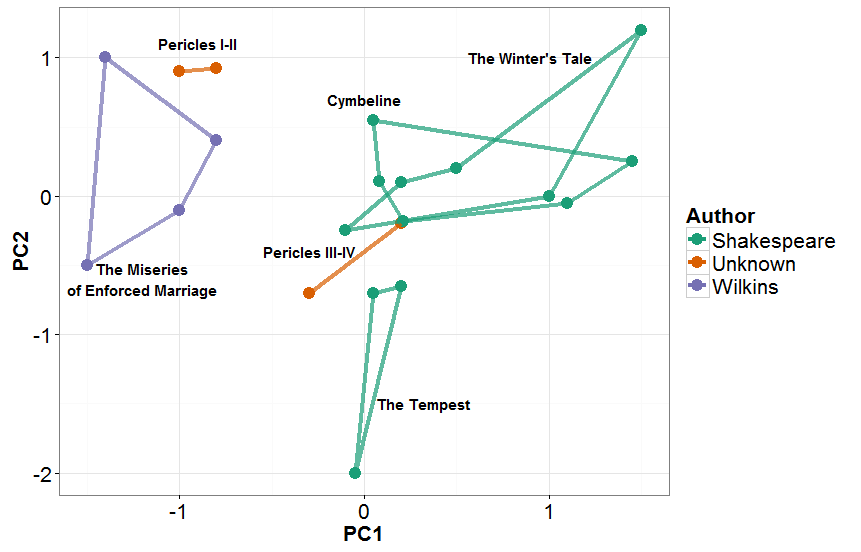 Pericles I-II
The Winter's Tale
Cymbeline
Pericles III-IV
The Miseries
of Enforced Marriage
The Tempest
1
0
-1
-2
PC2
-1
0
1
PC1
Author
Shakespeare
Unknown
Wilkins